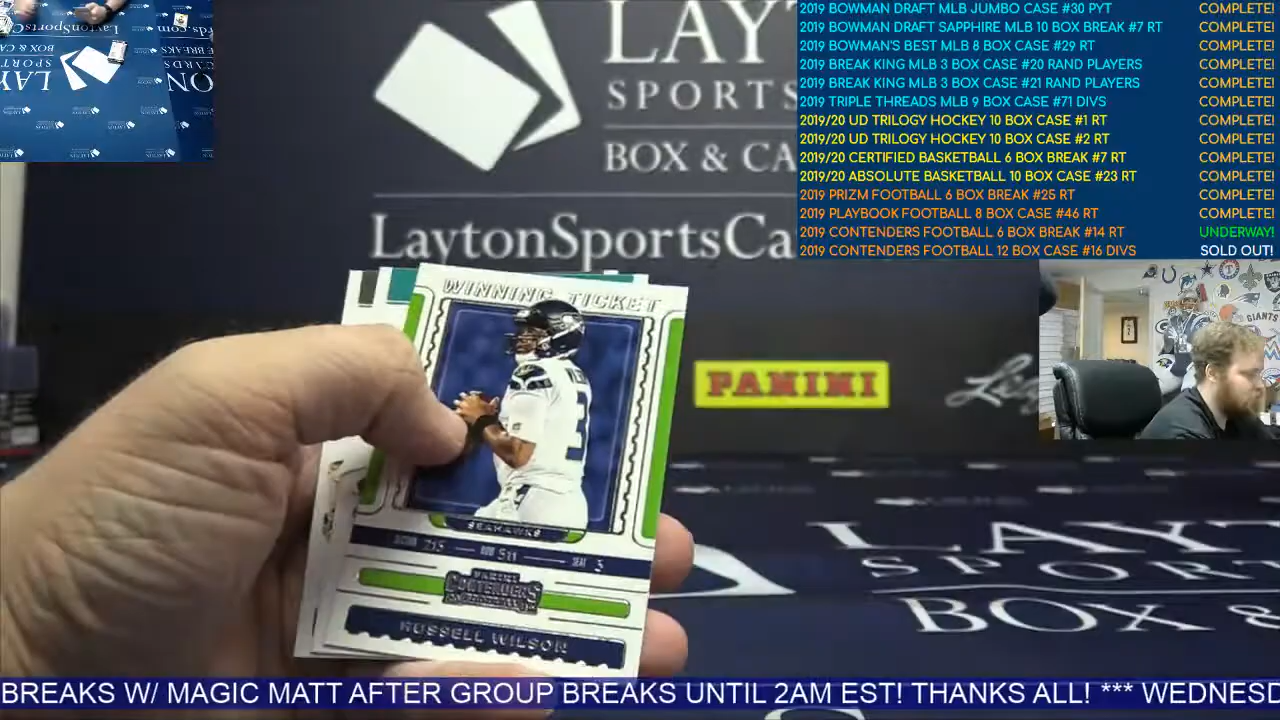 2019 BOWMAN DRAFT MLB JUMBO CASE #30 PYT COMPLETE!
2019 BOWMAN DRAFT SAPPHIRE MLB 10 BOX BREAK #7 RT COMPLETE!
2019 BOWMAN'S BEST MLB 8 BOX CASE #29 RT COMPLETE!
2019 BREAK KING MLB 3 BOX CASE #20 RAND PLAYERS COMPLETE!
2019 BREAK KING MLB 3 BOX CASE #21 RAND PLAYERS COMPLETE!
2019 TRIPLE THREADS MLB 9 BOX CASE #71 DIVS COMPLETE!
2019/20 UD TRILOGY HOCKEY 10 BOX CASE #1 RT COMPLETE!
2019/20 UD TRILOGY HOCKEY 10 BOX CASE #2 RT COMPLETE!
2019/20 CERTIFIED BASKETBALL 6 BOX BREAK #7 RT COMPLETE!
2019/20 ABSOLUTE BASKETBALL 10 BOX CASE #23 RT COMPLETE!
2019 PRIZM FOOTBALL 6 BOX BREAK #25 RT COMPLETE!
2019 PLAYBOOK FOOTBALL 8 BOX CASE #46 RT COMPLETE!
2019 CONTENDERS FOOTBALL 6 BOX BREAK #14 RT UNDERWAY!
2019 CONTENDERS FOOTBALL 12 BOX CASE #16 DIVS SOLD OUT!
LAY
SPORTS
BOX & CA
LaytonSportsCa
WINNING TICKET
3
SEAHAWKS
PANINI
CONTENDERS
RUSSELL WILSON
PANINI
Leaf
GIANTS
LAYT
SPORT
BOX &
BREAKS W/ MAGIC MATT AFTER GROUP BREAKS UNTIL 2AM EST! THANKS ALL! *** WEDNESD